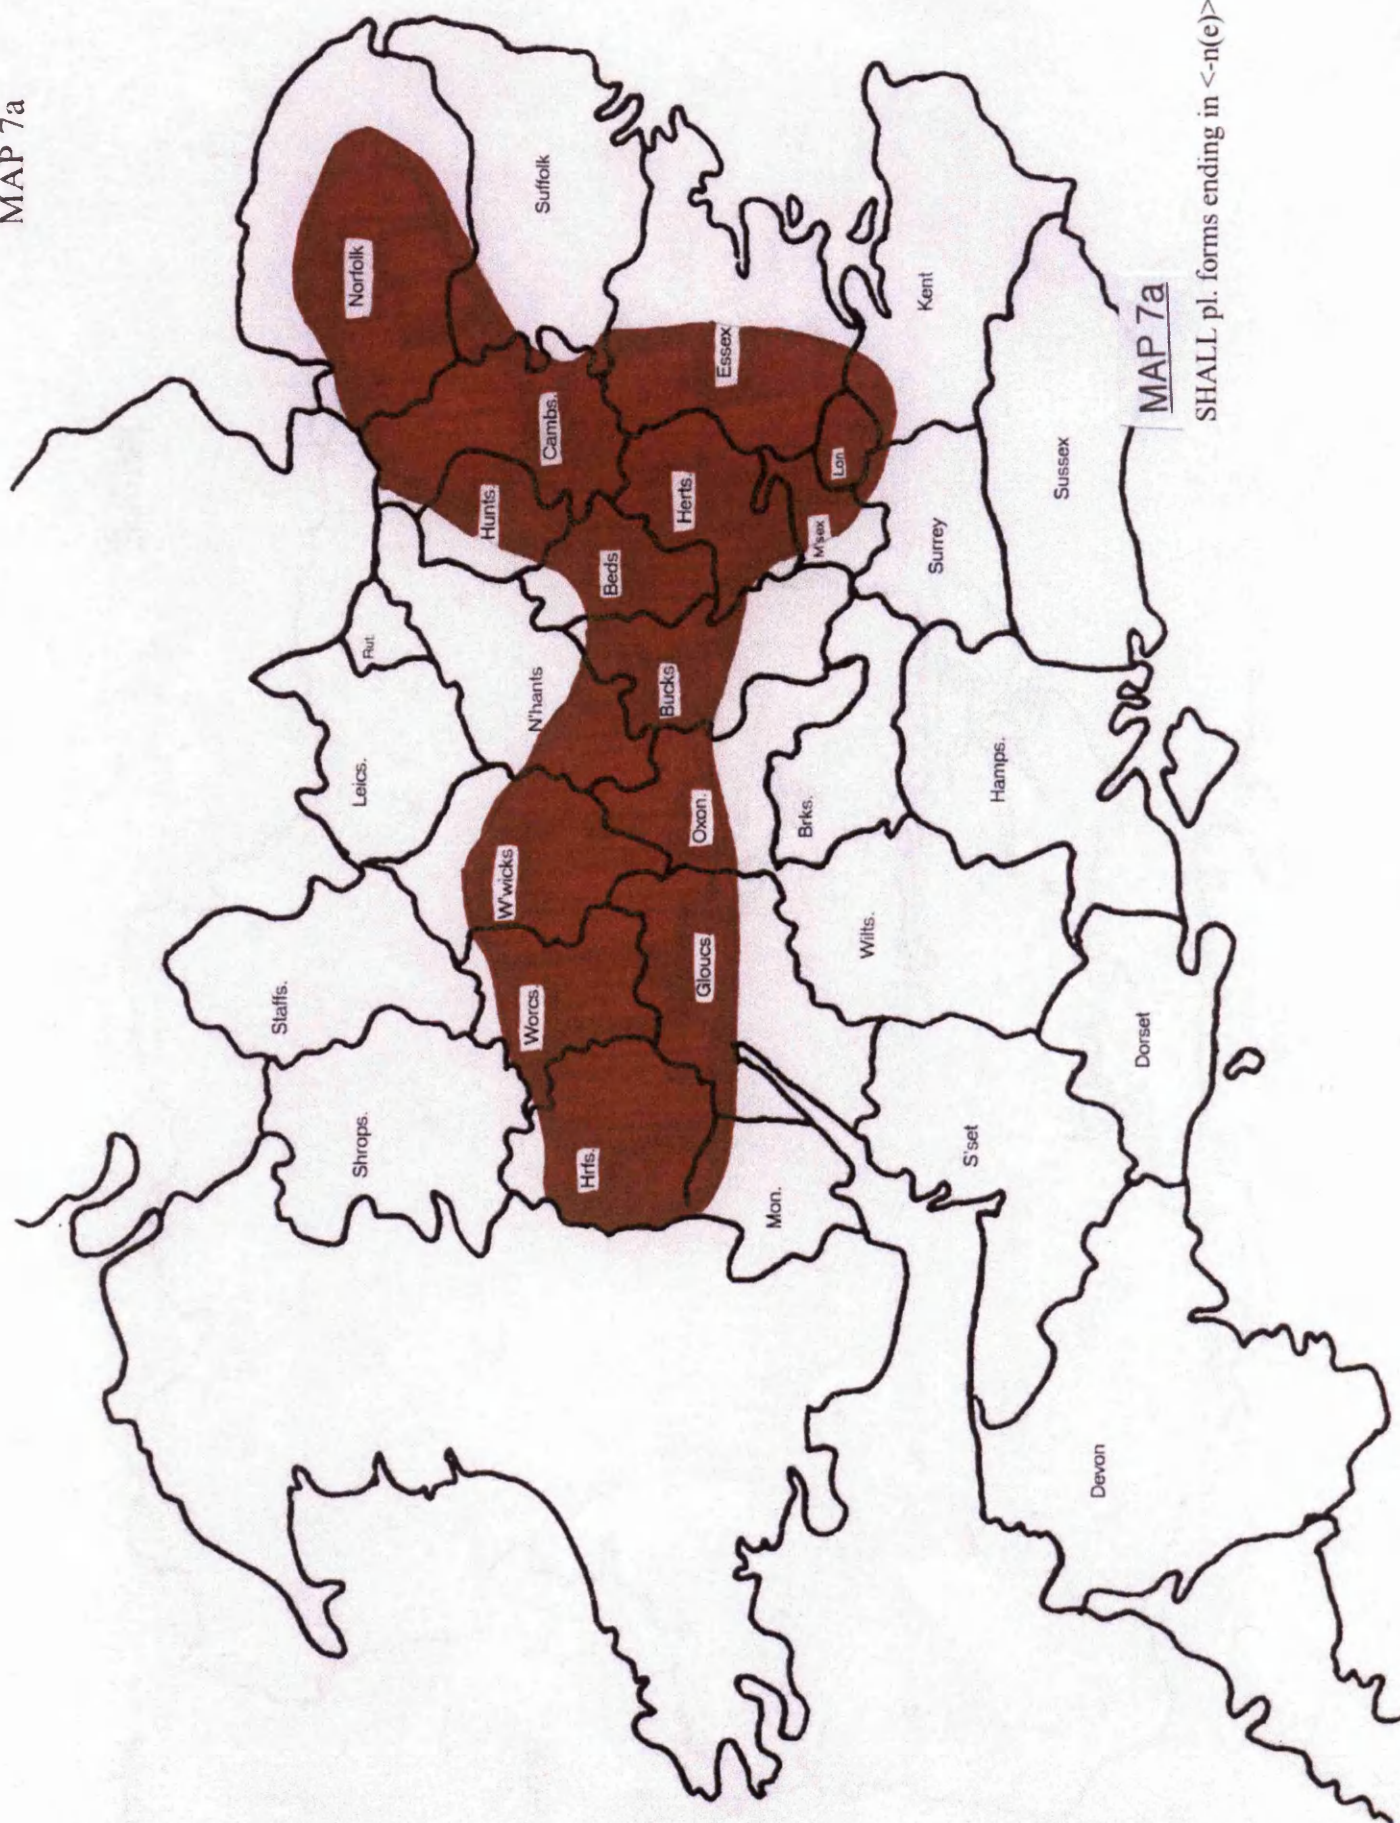 MAP 7a
Norfolk
Suffolk
Cambs.
Hunts.
Essex
Herts.
Beds
Lon
M'sex
Kent
Surrey
Sussex
Rut.
Leics.
N'hants
Bucks
Oxon.
Brks.
Hamps.
W'wicks
Staffs.
Worcs.
Gloucs
Wilts.
Shrops.
Hrfs.
Mon.
S'set
Dorset
Devon
MAP 7a
SHALL pl. forms ending in <-n(e)>